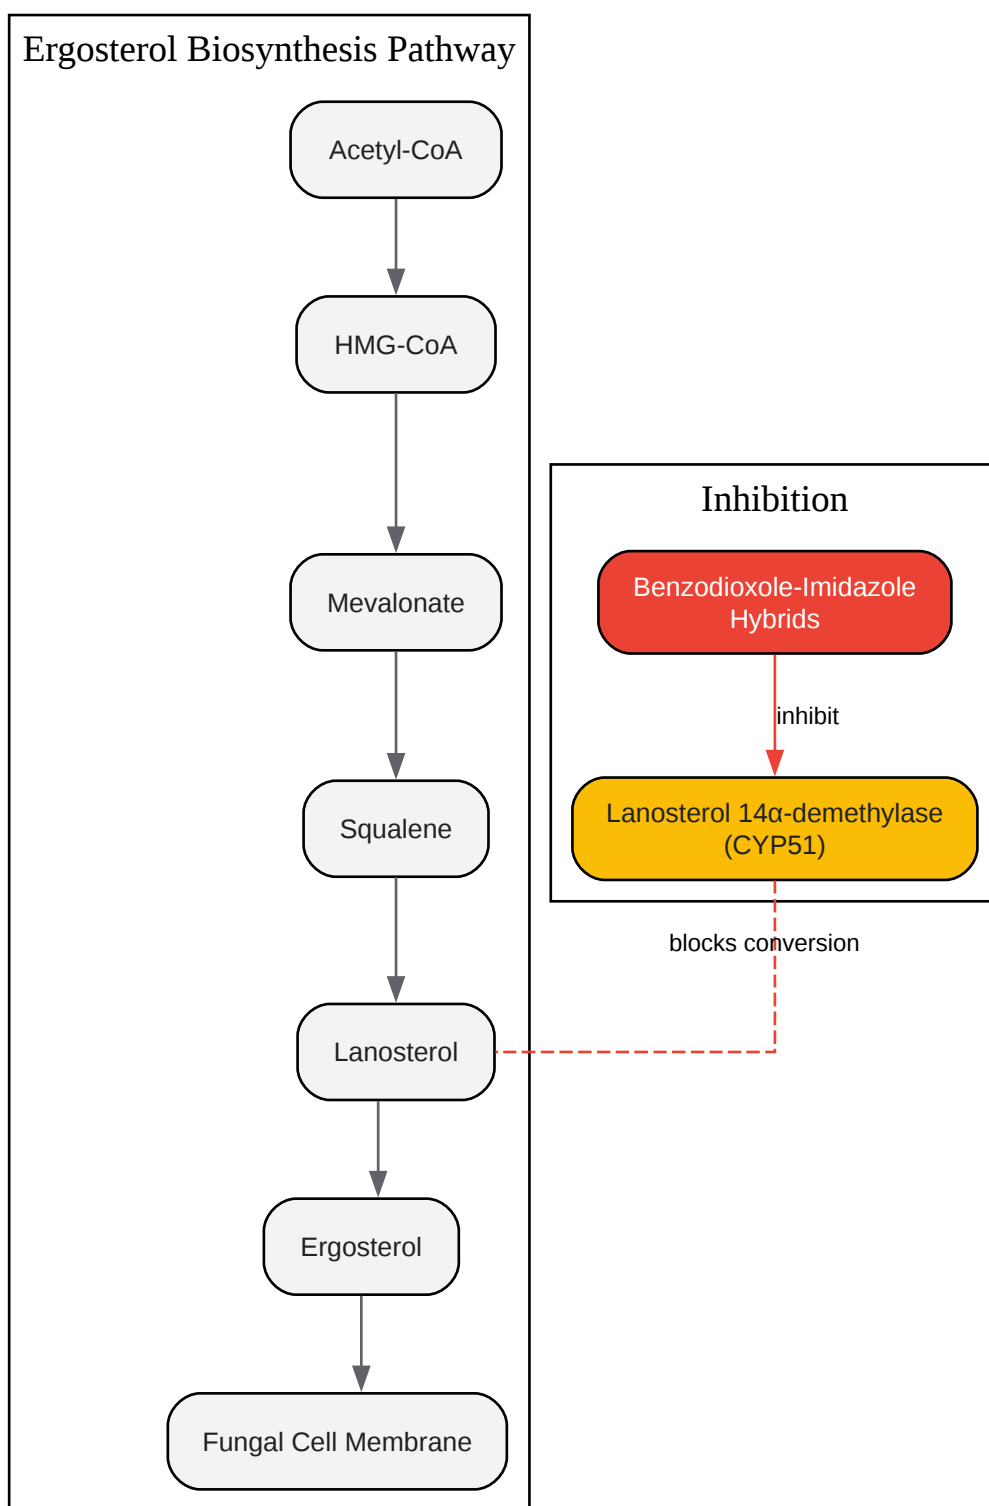 Ergosterol Biosynthesis Pathway
Acetyl-CoA
HMG-CoA
Mevalonate
Squalene
Lanosterol
Ergosterol
Fungal Cell Membrane
Inhibition
Benzodioxole-Imidazole
Hybrids
inhibit
Lanosterol 14α-demethylase
(CYP51)
blocks conversion